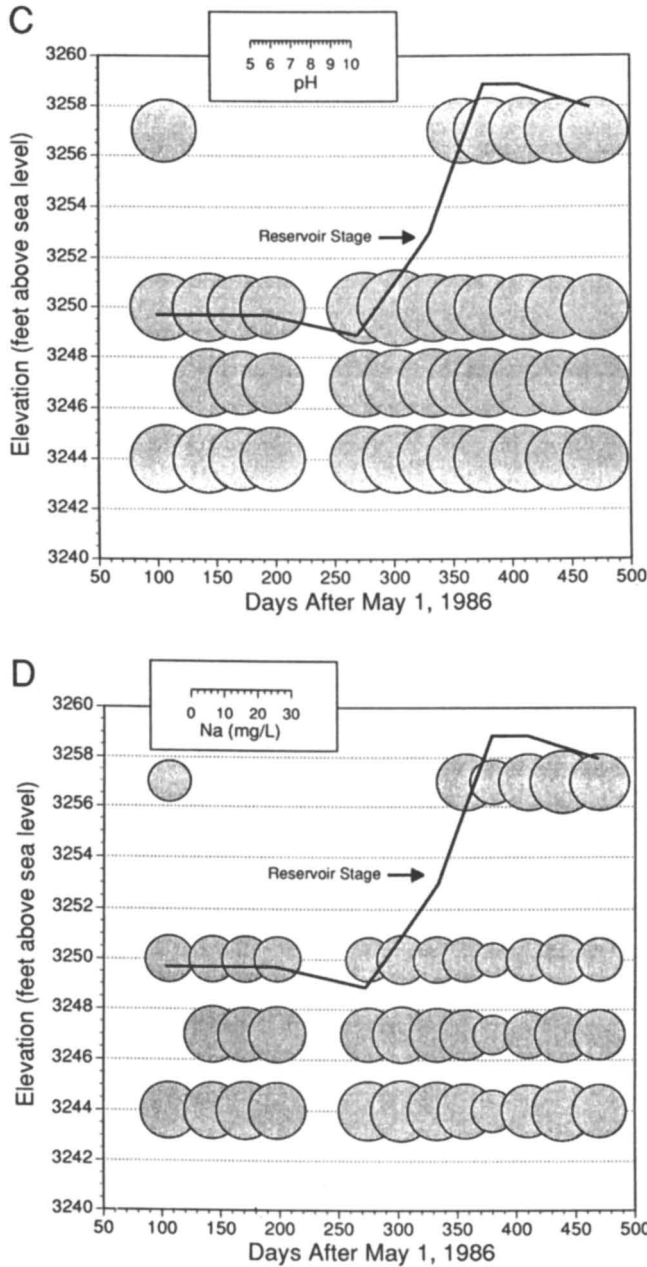 C
5 6 7 8 9 10
pH
3260
3258
3256
3254
3252
3250
3248
3246
3244
3242
3240
Elevation (feet above sea level)
Reservoir Stage
50 100 150 200 250 300 350 400 450 500
Days After May 1, 1986
D
0 10 20 30
Na (mg/L)
3260
3258
3256
3254
3252
3250
3248
3246
3244
3242
3240
Elevation (feet above sea level)
Reservoir Stage
50 100 150 200 250 300 350 400 450 500
Days After May 1, 1986